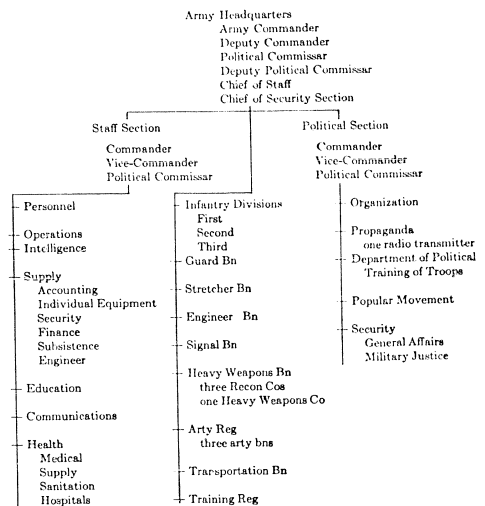 Army Headquarters
Army Commander
Deputy Commander
Political Commissar
Deputy Political Commissar
Chief of Staff
Chief of Security Section
Staff Section
Commander
Vice-Commander
Political Commissar
Personnel
Operations
Intelligence
Supply
Accounting
Individual Equipment
Security
Finance
Subsistence
Engineer
Education
Communications
Health
Medical
Supply
Sanitation
Hospitals
Infantry Divisions
First
Second
Third
Guard Bn
Stretcher Bn
Engineer Bn
Signal Bn
Heavy Weapons Bn
three Recon Cos
one Heavy Weapons Co
Arty Reg
three arty bns
Transportation Bn
Training Reg
Political Section
Commander
Vice-Commander
Political Commissar
Organization
Propaganda
one radio transmitter
Department of Political
Training of Troops
Popular Movement
Security
General Affairs
Military Justice